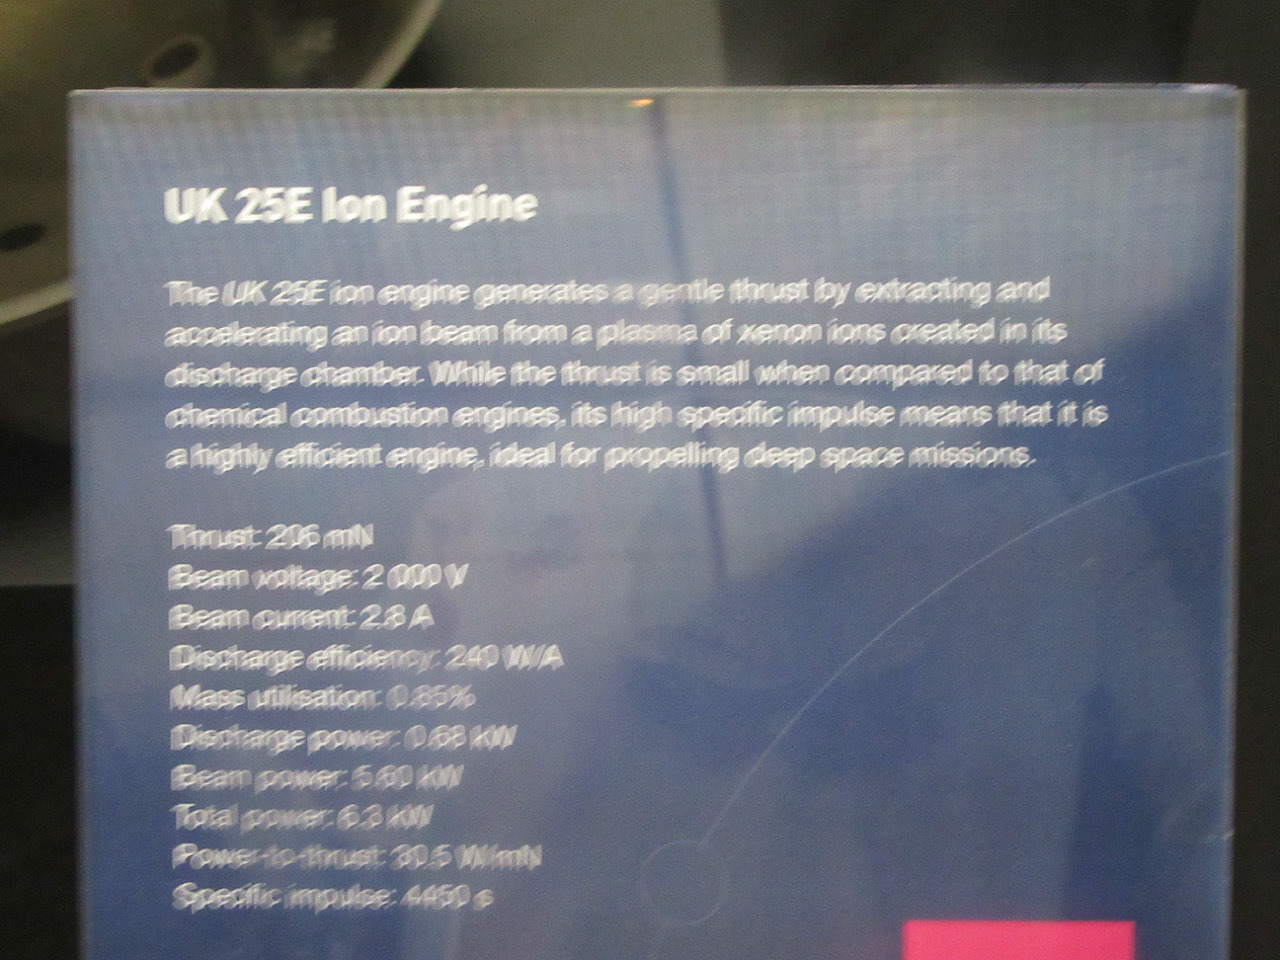 UK 25E Ion Engine
The UK 25E ion engine generates a gentle thrust by extracting and
accelerating an ion beam from a plasma of xenon ions created in its
discharge chamber. While the thrust is small when compared to that of
chemical combustion engines, its high specific impulse means that it is
a highly efficient engine, ideal for propelling deep space missions.
Thrust: 206 mN
Beam voltage: 2 000 V
Beam current: 2.8 A
Discharge efficiency: 240 W/A
Mass utilisation: 0.85%
Discharge power: 0.68 kW
Beam power: 5.60 kW
Total power: 6.3 kW
Power-to-thrust: 30.5 W/mN
Specific impulse: 4450 s